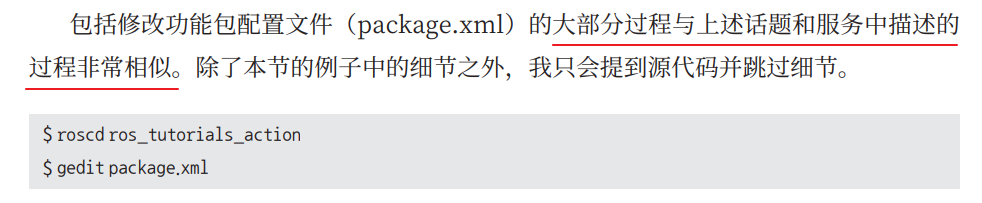 包括修改功能包配置文件（package.xml）的大部分过程与上述话题和服务中描述的
过程非常相似。除了本节的例子中的细节之外，我只会提到源代码并跳过细节。
$ roscd ros_tutorials_action
$ gedit package.xml